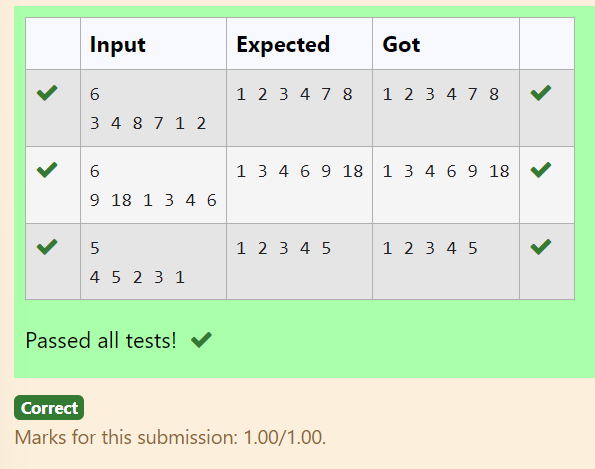 Input Expected Got
6
3 4 8 7 1 2
1 2 3 4 7 8
1 2 3 4 7 8
6
9 18 1 3 4 6
1 3 4 6 9 18
1 3 4 6 9 18
5
4 5 2 3 1
1 2 3 4 5
1 2 3 4 5
Passed all tests!
Correct
Marks for this submission: 1.00/1.00.